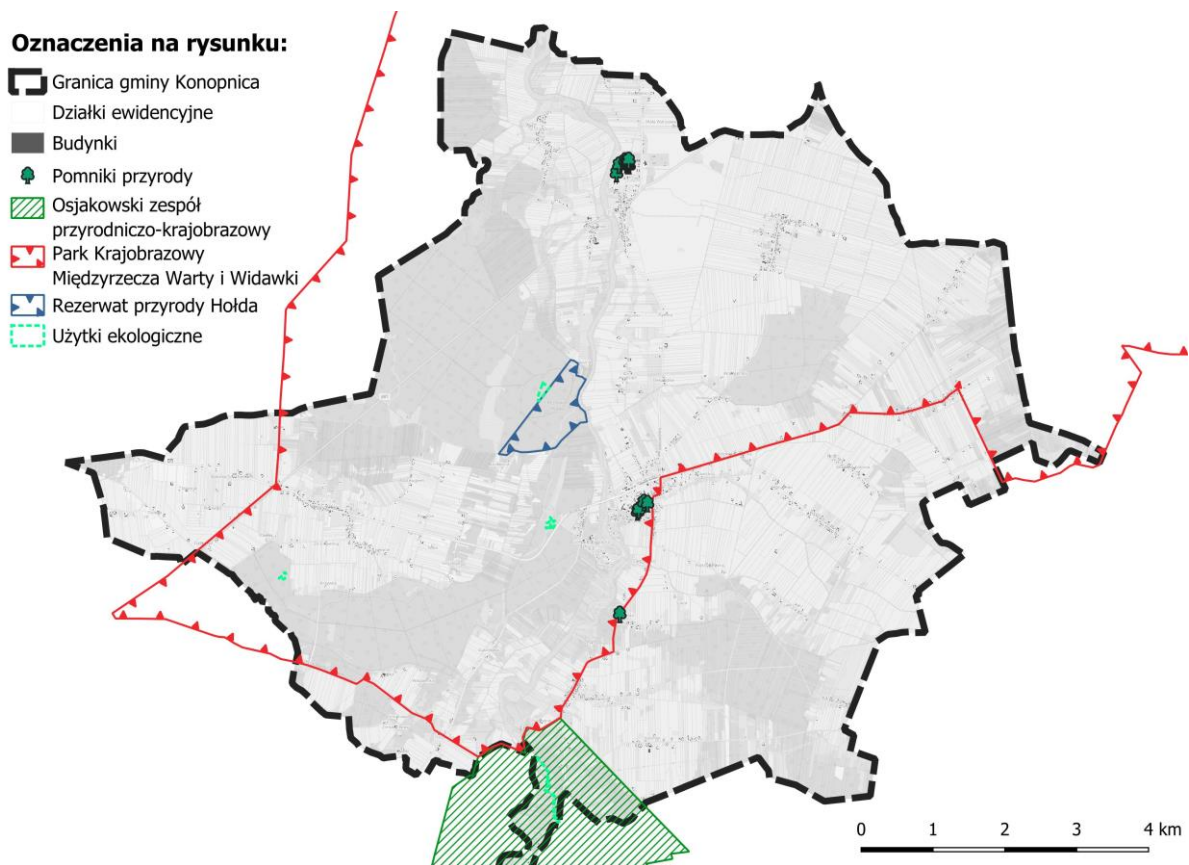 Oznaczenia na rysunku:
Granica gminy Konopnica
Działki ewidencyjne
Budynki
Pomniki przyrody
Osjakowski zespół
przyrodniczo-krajobrazowy
Park Krajobrazowy
Międzyrzecza Warty i Widawki
Rezerwat przyrody Hołda
Użytki ekologiczne
0 1 2 3 4 km